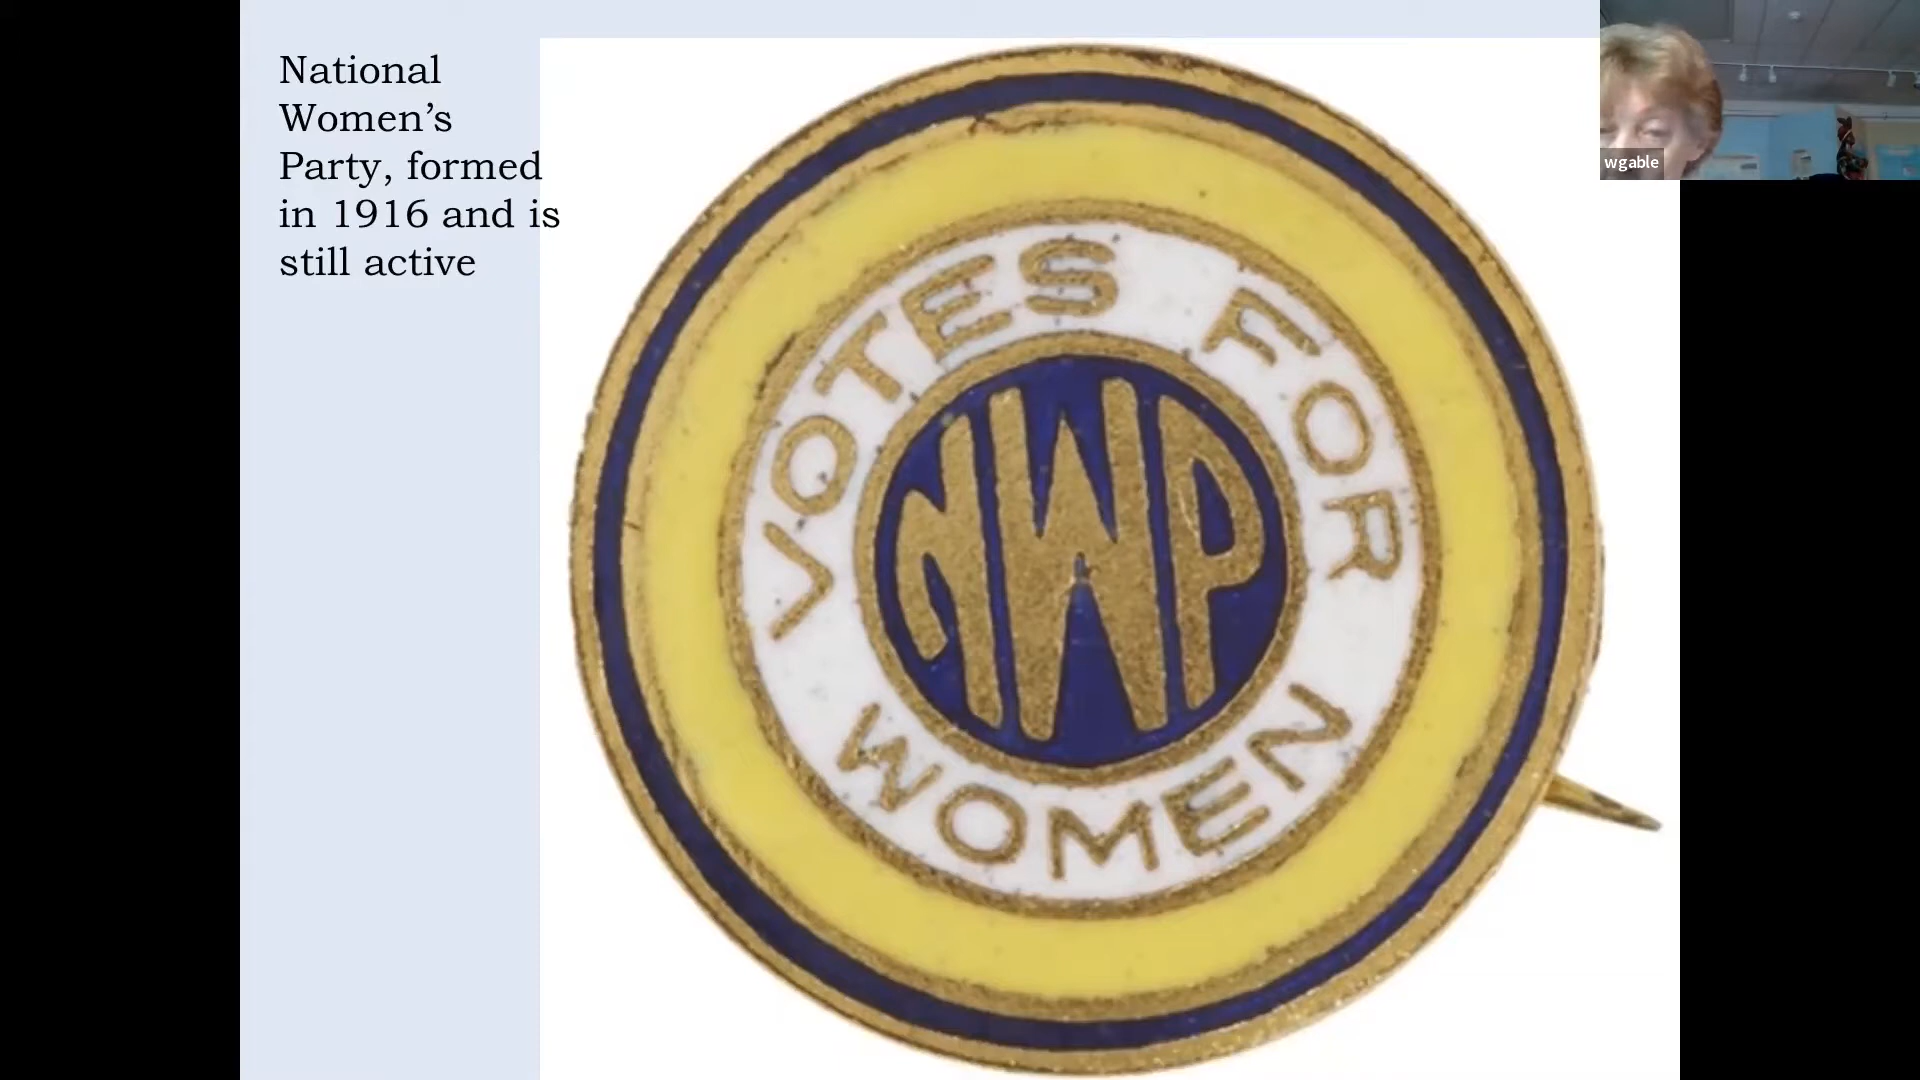 National
Women’s
Party, formed
in 1916 and is
still active
wgable
VOTES FOR
WOMEN
NWP